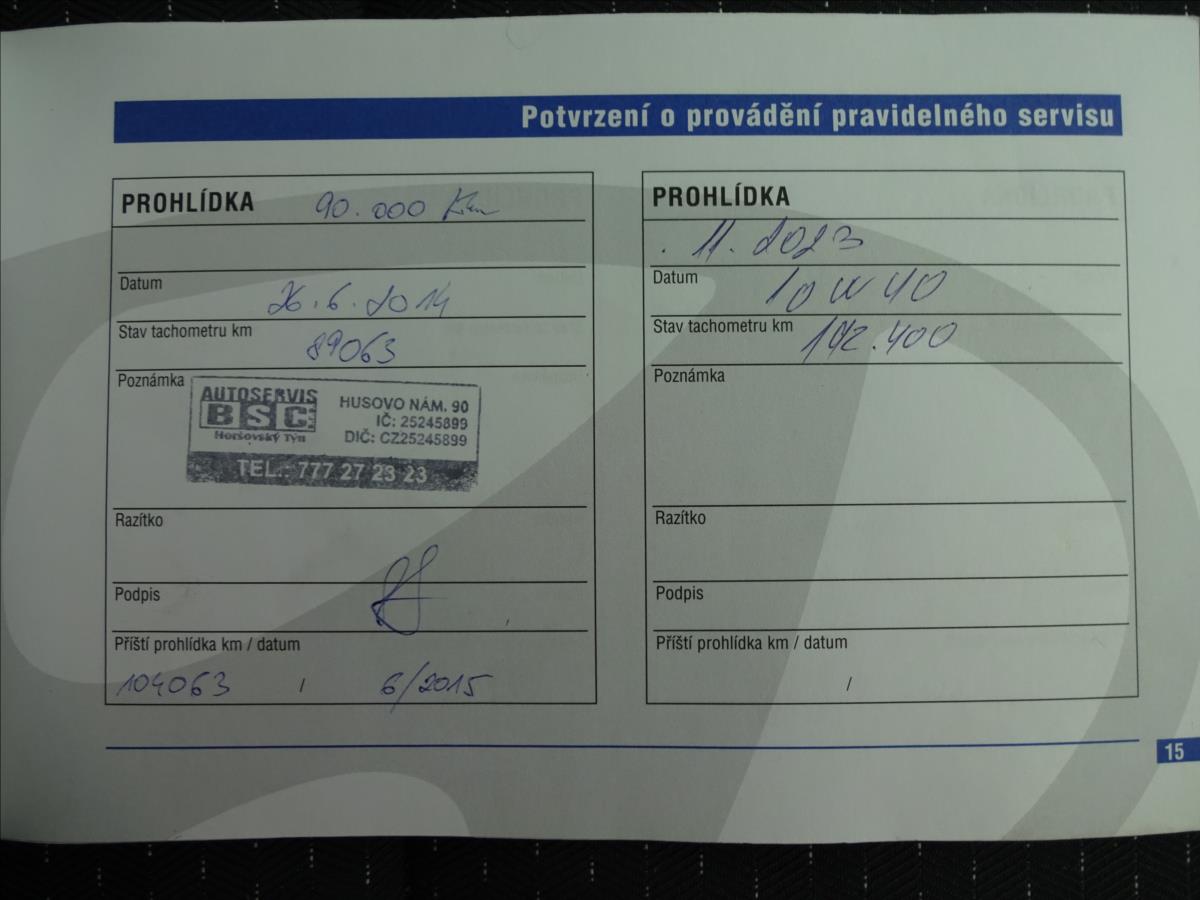 Potvrzení o provádění pravidelného servisu
PROHLÍDKA 90.000 Km
Datum 26.6.2014
Stav tachometru km 89063
Poznámka
AUTOSERVIS
BSC
Horšovský Týn
HUSOVO NÁM. 90
IČ: 25245899
DIČ: CZ25245899
TEL.: 777 27 23 23
Razítko
Podpis
Příští prohlídka km / datum
104063 / 6/2015
PROHLÍDKA
. 11. 2023
Datum 10W40
Stav tachometru km 192.400
Poznámka
Razítko
Podpis
Příští prohlídka km / datum
/
15